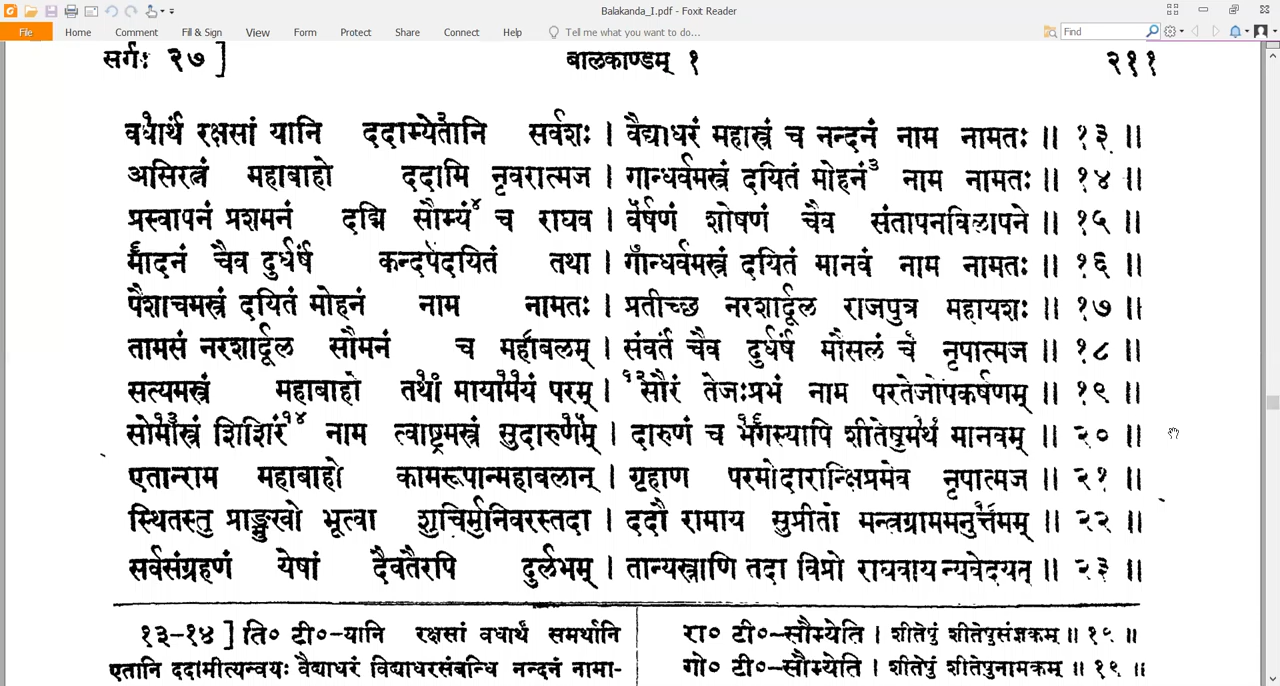 Balakanda_I.pdf - Foxit Reader
File Home Comment Fill & Sign View Form Protect Share Connect Help Tell me what you want to do... Find
सर्गः २७ ] बालकाण्डम् १ २११
वधार्थं रक्षसां यानि ददाम्येतानि सर्वशः । वैद्याधरं महास्त्रं च नन्दनं नाम नामतः ॥ १३ ॥
असिरत्नं महाबाहो ददामि नृवरात्मज । गान्धर्वमस्त्रं दयितं मोहनं३ नाम नामतः ॥ १४ ॥
प्रस्वापनं प्रशमनं दद्मि सौम्यं४ च राघव । वर्षणं शोषणं चैव संतापनविलापने ॥ १५ ॥
मादनं चैव दुर्धर्षं कन्दर्पदयितं तथा । गान्धर्वमस्त्रं दयितं मानवं नाम नामतः ॥ १६ ॥
पैशाचमस्त्रं दयितं मोहनं नाम नामतः । प्रतीच्छ नरशार्दूल राजपुत्र महायशः ॥ १७ ॥
तामसं नरशार्दूल सौमनं च महाबलम् । संवर्तं चैव दुर्धर्षं मौसलं च नृपात्मज ॥ १८ ॥
सत्यमस्त्रं महाबाहो तथा मायामयं परम् । १२सौरं तेजःप्रभं नाम परतेजोपकर्षणम् ॥ १९ ॥
सोमास्त्रं शिशिरं१४ नाम त्वाष्ट्रमस्त्रं सुदारुणम् । दारुणं च भगस्यापि शीतेषुमथ मानवम् ॥ २० ॥
एतान्राम महाबाहो कामरूपान्महाबलान् । गृहाण परमोदारान्क्षिप्रमेव नृपात्मज ॥ २१ ॥
स्थितस्तु प्राङ्मुखो भूत्वा शुचिर्मुनिवरस्तदा । ददौ रामाय सुप्रीतो मन्त्रग्राममनुत्तमम् ॥ २२ ॥
सर्वसंग्रहणं येषां दैवतैरपि दुर्लभम् । तान्यस्त्राणि तदा विप्रो राघवाय न्यवेदयत् ॥ २३ ॥
१३-१४ ] ति० टी०-यानि रक्षसां वधार्थं समर्थानि
एतानि ददामीत्यन्वयः वैद्याधरं विद्याधरसंबन्धि नन्दनं नामा-
रा० टी०-सौम्येति । शीतेषुं शीतेषुसंज्ञकम् ॥ १९ ॥
गो० टी०-सौम्येति । शीतेषुं शीतेषुनामकम् ॥ १९ ॥